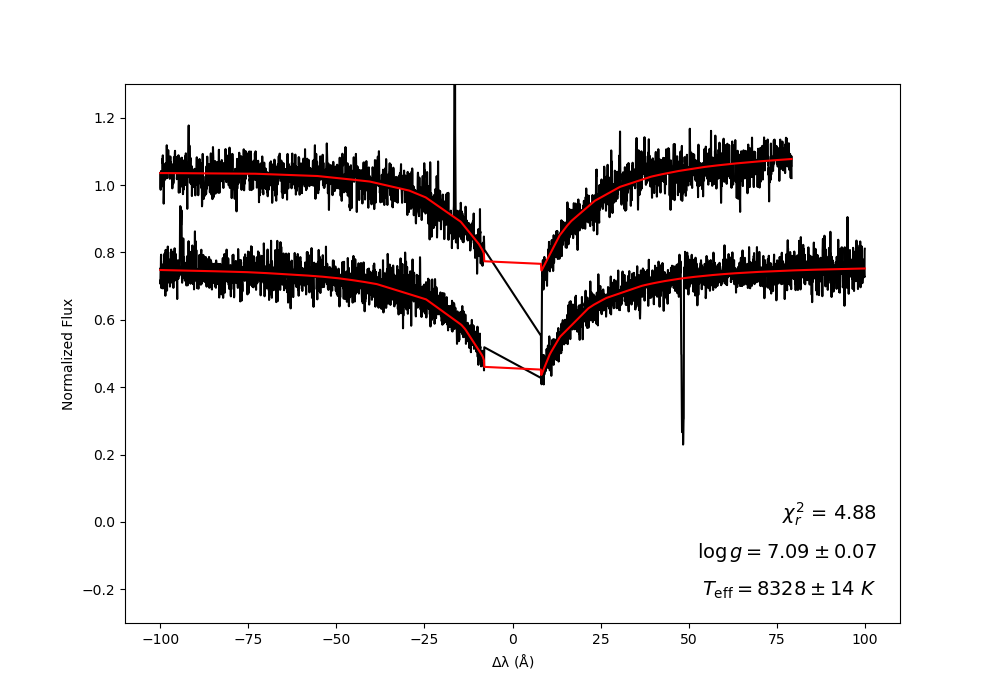 1.2
1.0
0.8
0.6
0.4
0.2
0.0
−0.2
Normalized Flux
χ²ᵣ = 4.88
log g = 7.09 ± 0.07
T_eff = 8328 ± 14 K
−100 −75 −50 −25 0 25 50 75 100
Δλ (Å)